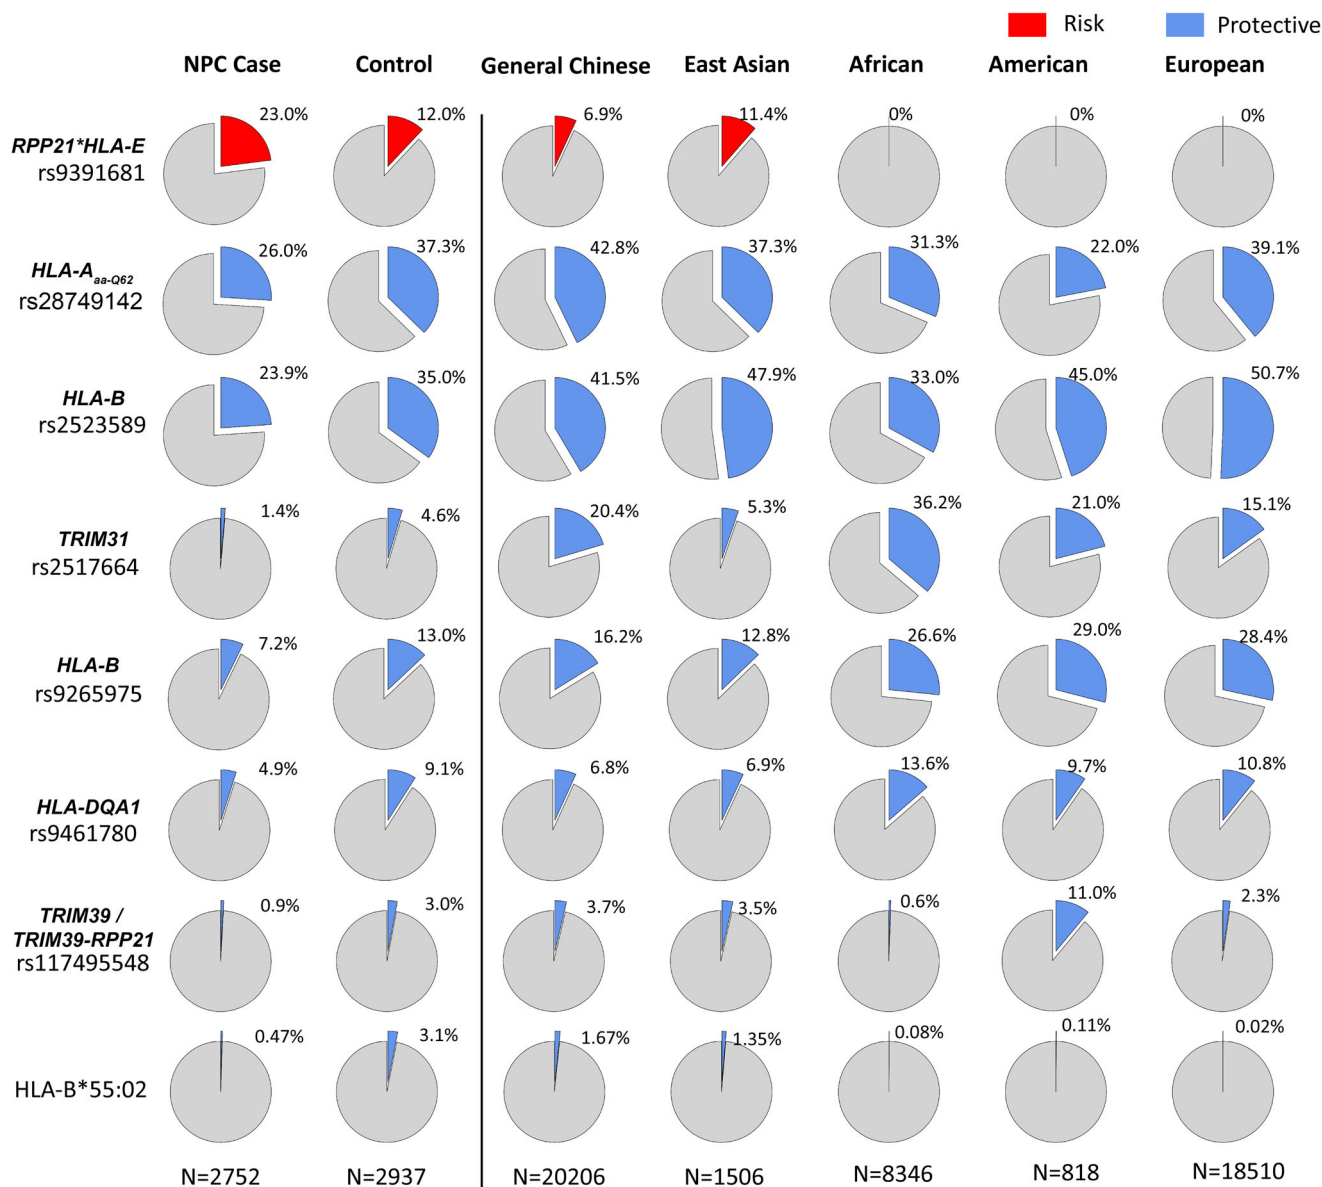 Risk Protective
NPC Case Control General Chinese East Asian African American European
23.0% 12.0% 6.9% 11.4% 0% 0% 0%
RPP21*HLA-E
rs9391681
26.0% 37.3% 42.8% 37.3% 31.3% 22.0% 39.1%
HLA-Aaa-Q62
rs28749142
23.9% 35.0% 41.5% 47.9% 33.0% 45.0% 50.7%
HLA-B
rs2523589
1.4% 4.6% 20.4% 5.3% 36.2% 21.0% 15.1%
TRIM31
rs2517664
7.2% 13.0% 16.2% 12.8% 26.6% 29.0% 28.4%
HLA-B
rs9265975
4.9% 9.1% 6.8% 6.9% 13.6% 9.7% 10.8%
HLA-DQA1
rs9461780
0.9% 3.0% 3.7% 3.5% 0.6% 11.0% 2.3%
TRIM39 /
TRIM39-RPP21
rs117495548
0.47% 3.1% 1.67% 1.35% 0.08% 0.11% 0.02%
HLA-B*55:02
N=2752 N=2937 N=20206 N=1506 N=8346 N=818 N=18510